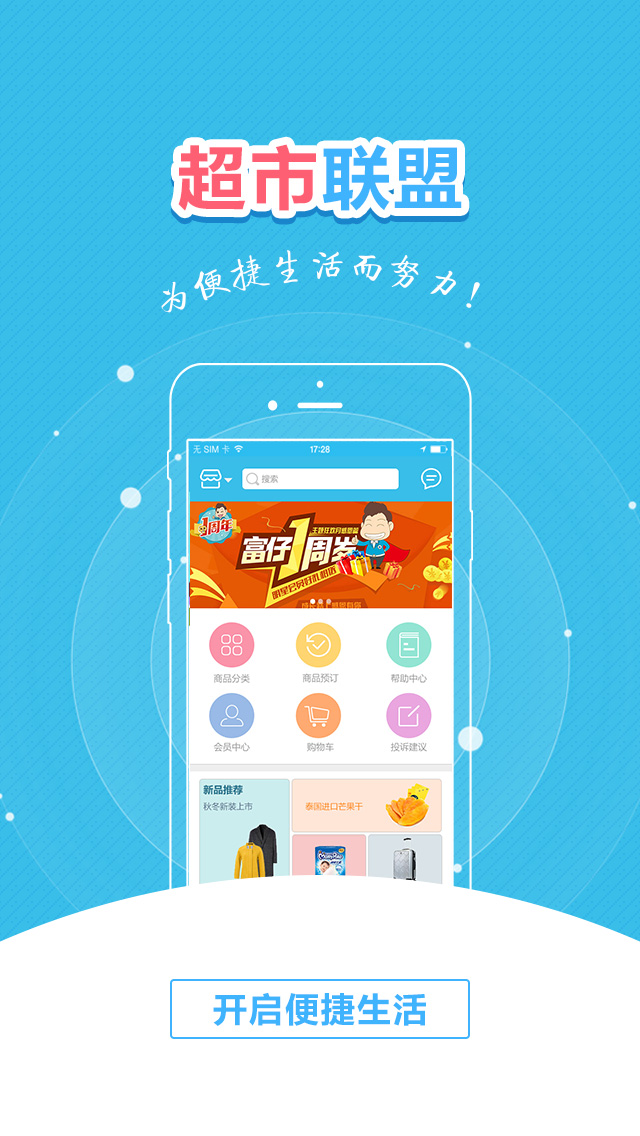 超市联盟
为便捷生活而努力!
无 SIM 卡 17:28
搜索
1周年
富仔1周岁
商品分类 商品预订 帮助中心
会员中心 购物车 投诉建议
新品推荐
秋冬新装上市
泰国进口芒果干
MamyPoko
开启便捷生活